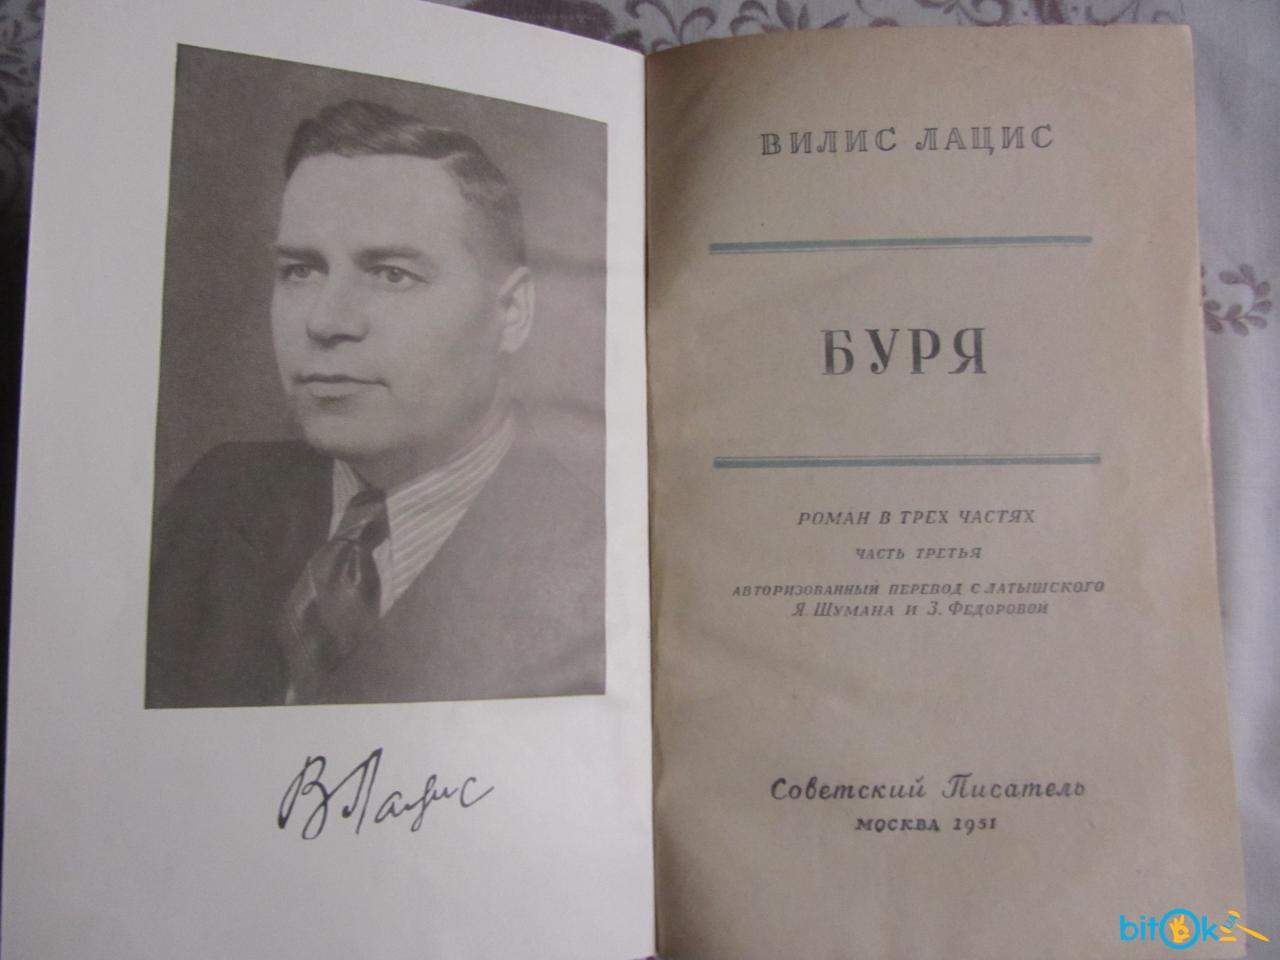 В Лацис
ВИЛИС ЛАЦИС
БУРЯ
РОМАН В ТРЕХ ЧАСТЯХ
ЧАСТЬ ТРЕТЬЯ
АВТОРИЗОВАННЫЙ ПЕРЕВОД С ЛАТЫШСКОГО
Я. ШУМАНА И З. ФЕДОРОВОЙ
Советский Писатель
МОСКВА 1951
bitok